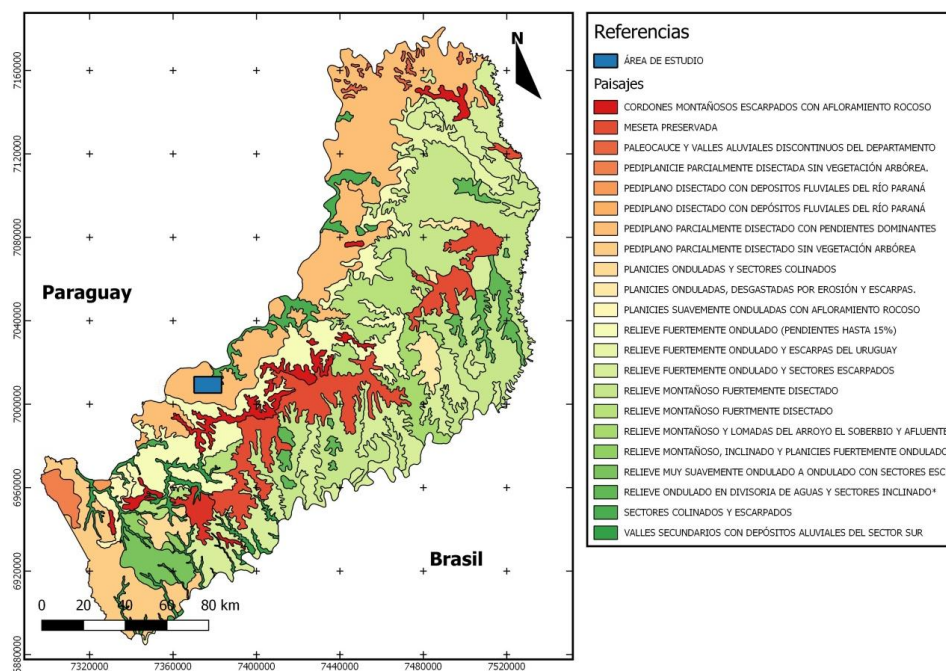 7160000
7120000
7080000
7040000
7000000
6960000
6920000
6880000
N
Paraguay
Brasil
0 20 40 60 80 km
7320000 7360000 7400000 7440000 7480000 7520000
Referencias
ÁREA DE ESTUDIO
Paisajes
CORDONES MONTAÑOSOS ESCARPADOS CON AFLORAMIENTO ROCOSO
MESETA PRESERVADA
PALEOCAUCE Y VALLES ALUVIALES DISCONTINUOS DEL DEPARTAMENTO
PEDIPLANICIE PARCIALMENTE DISECTADA SIN VEGETACIÓN ARBÓREA.
PEDIPLANO DISECTADO CON DEPOSITOS FLUVIALES DEL RÍO PARANÁ
PEDIPLANO DISECTADO CON DEPÓSITOS FLUVIALES DEL RÍO PARANÁ
PEDIPLANO PARCIALMENTE DISECTADO CON PENDIENTES DOMINANTES
PEDIPLANO PARCIALMENTE DISECTADO SIN VEGETACIÓN ARBÓREA
PLANICIES ONDULADAS Y SECTORES COLINADOS
PLANICIES ONDULADAS, DESGASTADAS POR EROSIÓN Y ESCARPAS.
PLANICIES SUAVEMENTE ONDULADAS CON AFLORAMIENTO ROCOSO
RELIEVE FUERTEMENTE ONDULADO (PENDIENTES HASTA 15%)
RELIEVE FUERTEMENTE ONDULADO Y ESCARPAS DEL URUGUAY
RELIEVE FUERTEMENTE ONDULADO Y SECTORES ESCARPADOS
RELIEVE MONTAÑOSO FUERTEMENTE DISECTADO
RELIEVE MONTAÑOSO FUERTMENTE DISECTADO
RELIEVE MONTAÑOSO Y LOMADAS DEL ARROYO EL SOBERBIO Y AFLUENTE
RELIEVE MONTAÑOSO, INCLINADO Y PLANICIES FUERTEMENTE ONDULADO
RELIEVE MUY SUAVEMENTE ONDULADO A ONDULADO CON SECTORES ESC
RELIEVE ONDULADO EN DIVISORIA DE AGUAS Y SECTORES INCLINADO*
SECTORES COLINADOS Y ESCARPADOS
VALLES SECUNDARIOS CON DEPÓSITOS ALUVIALES DEL SECTOR SUR